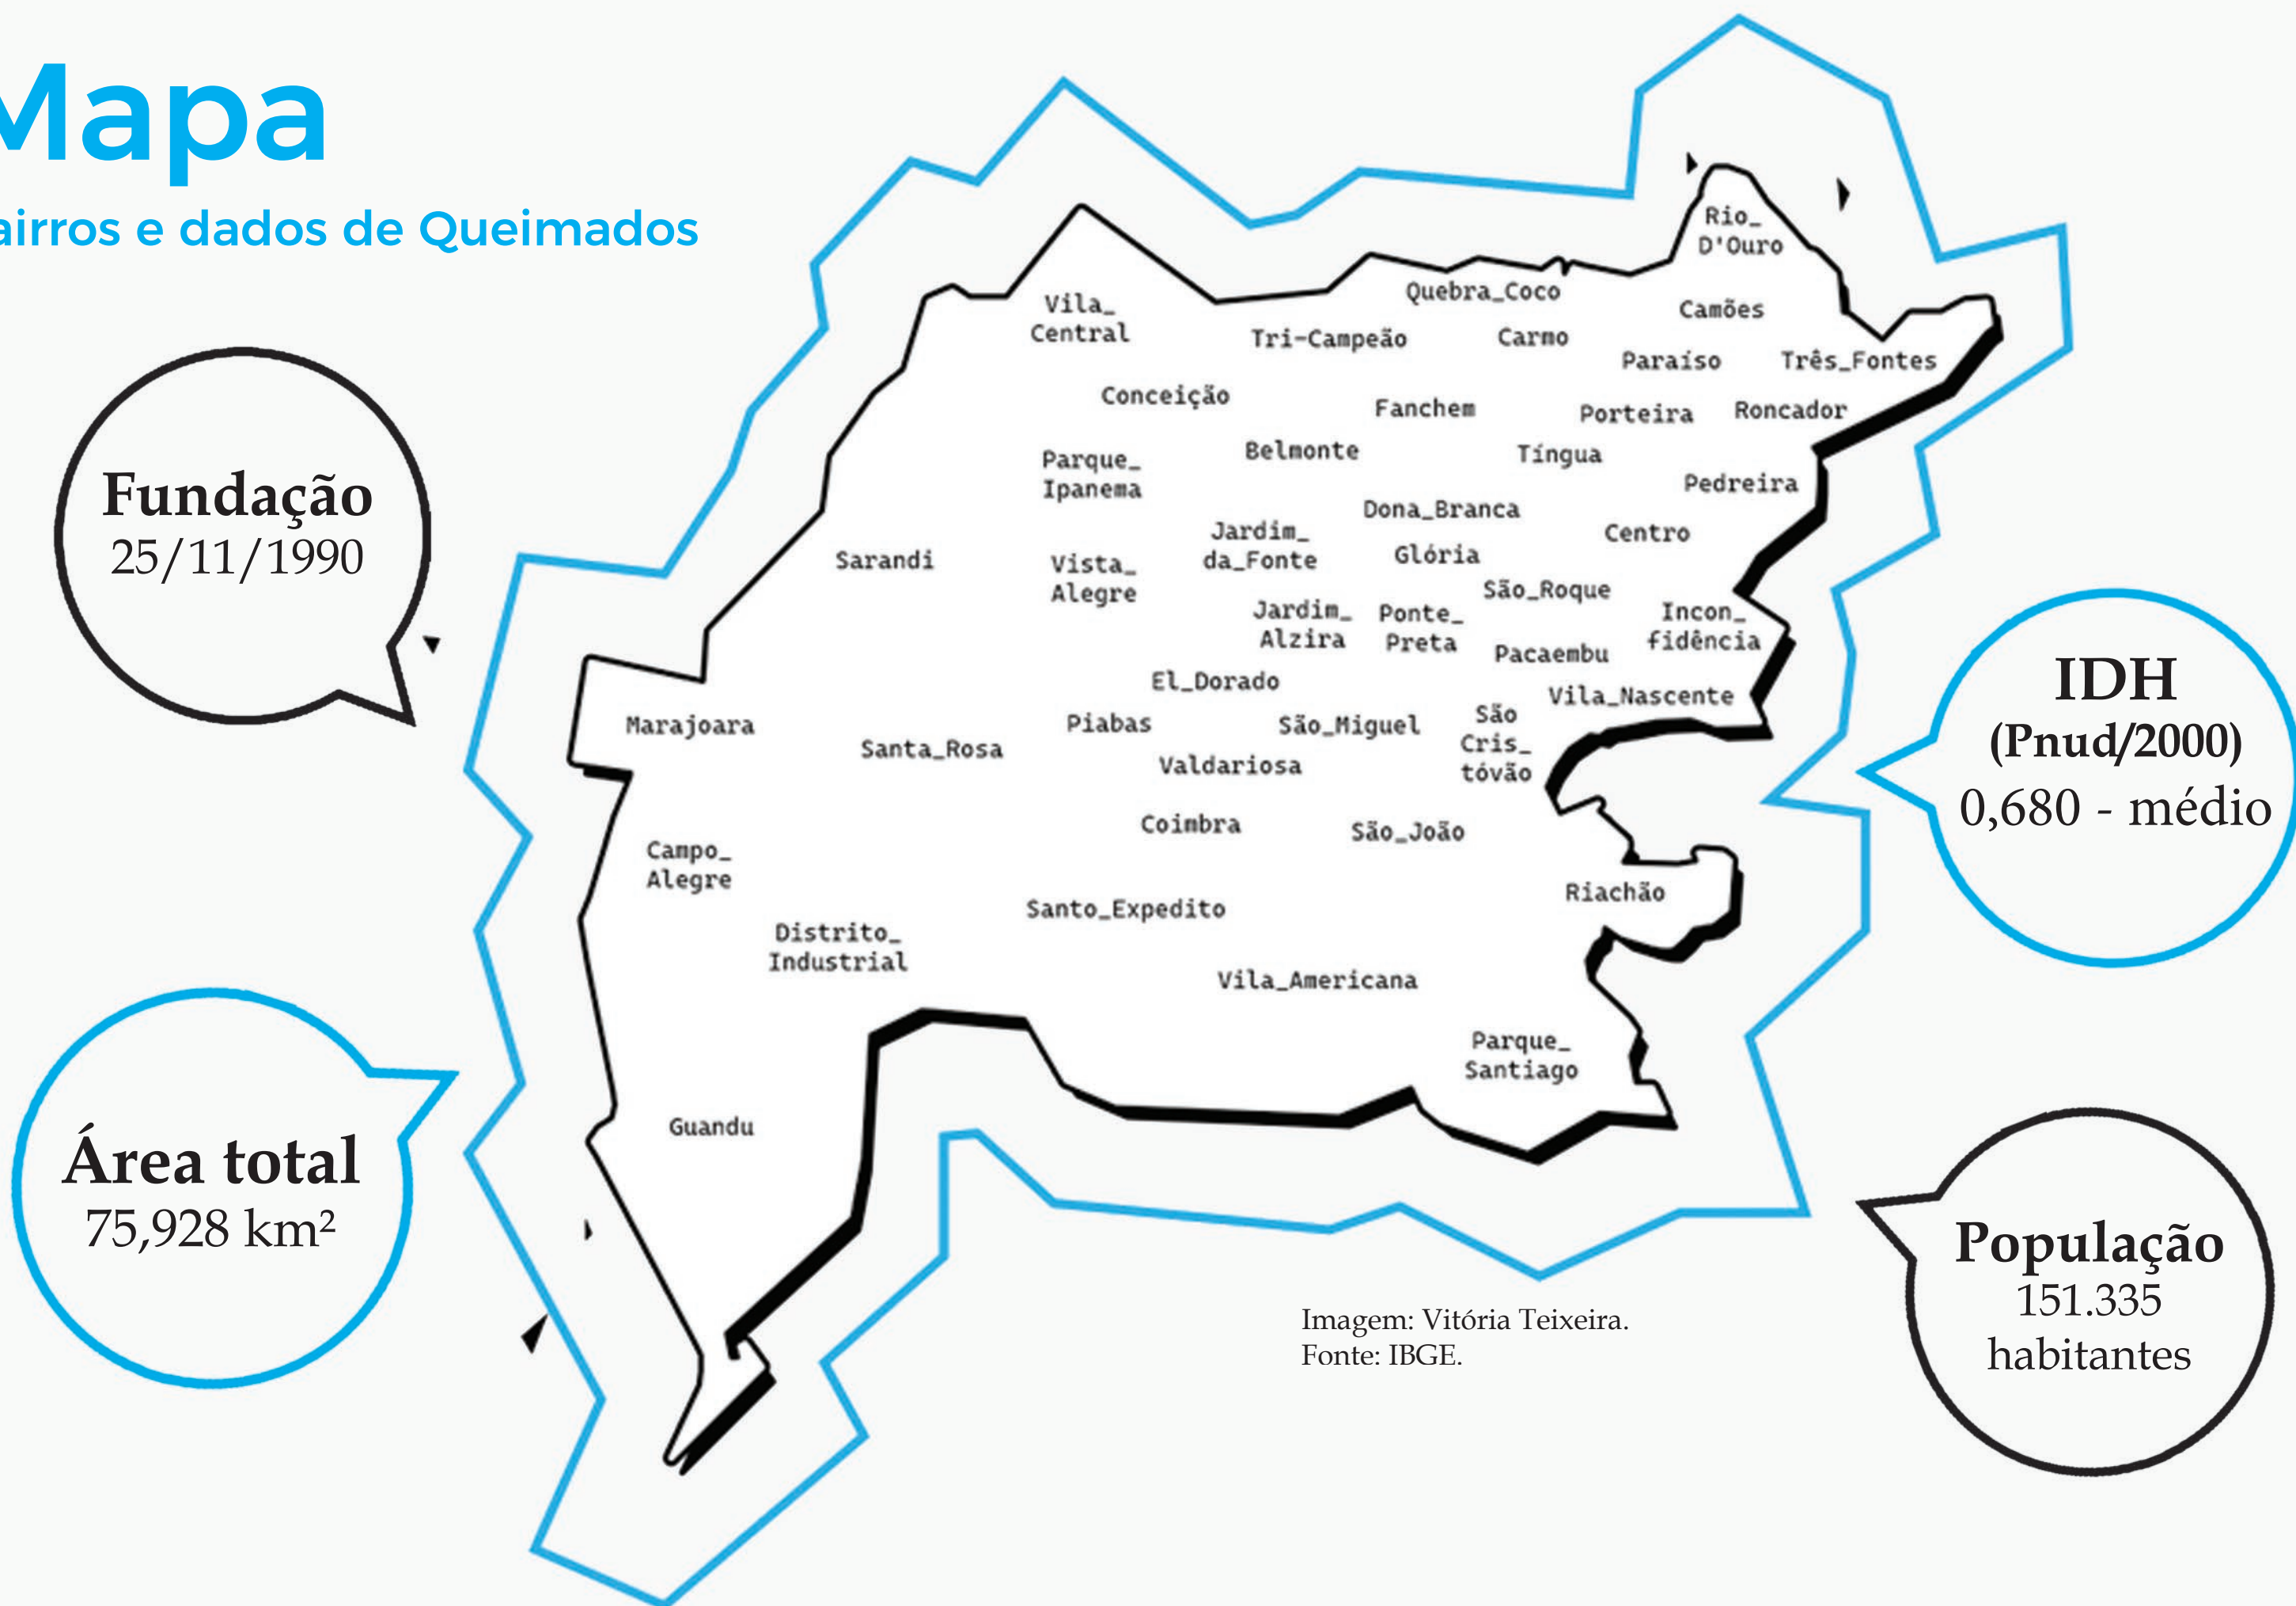 Mapa
airros e dados de Queimados
Rio_
D'Ouro
Quebra_Coco
Vila_
Central
Camões
Tri-Campeão
Carmo
Paraíso
Três_Fontes
Conceição
Fanchem
Porteira
Roncador
Belmonte
Tíngua
Parque_
Ipanema
Pedreira
Dona_Branca
Centro
Jardim_
da_Fonte
Glória
Sarandi
Vista_
Alegre
São_Roque
Incon_
fidência
Jardim_
Alzira
Ponte_
Preta
Pacaembu
El_Dorado
Vila_Nascente
Marajoara
Piabas
São_Miguel
São
Cris_
tóvão
Santa_Rosa
Valdariosa
Coimbra
São_João
Campo_
Alegre
Riachão
Santo_Expedito
Distrito_
Industrial
Vila_Americana
Parque_
Santiago
Guandu
Fundação
25/11/1990
IDH
(Pnud/2000)
0,680 - médio
Área total
75,928 km²
População
151.335
habitantes
Imagem: Vitória Teixeira.
Fonte: IBGE.